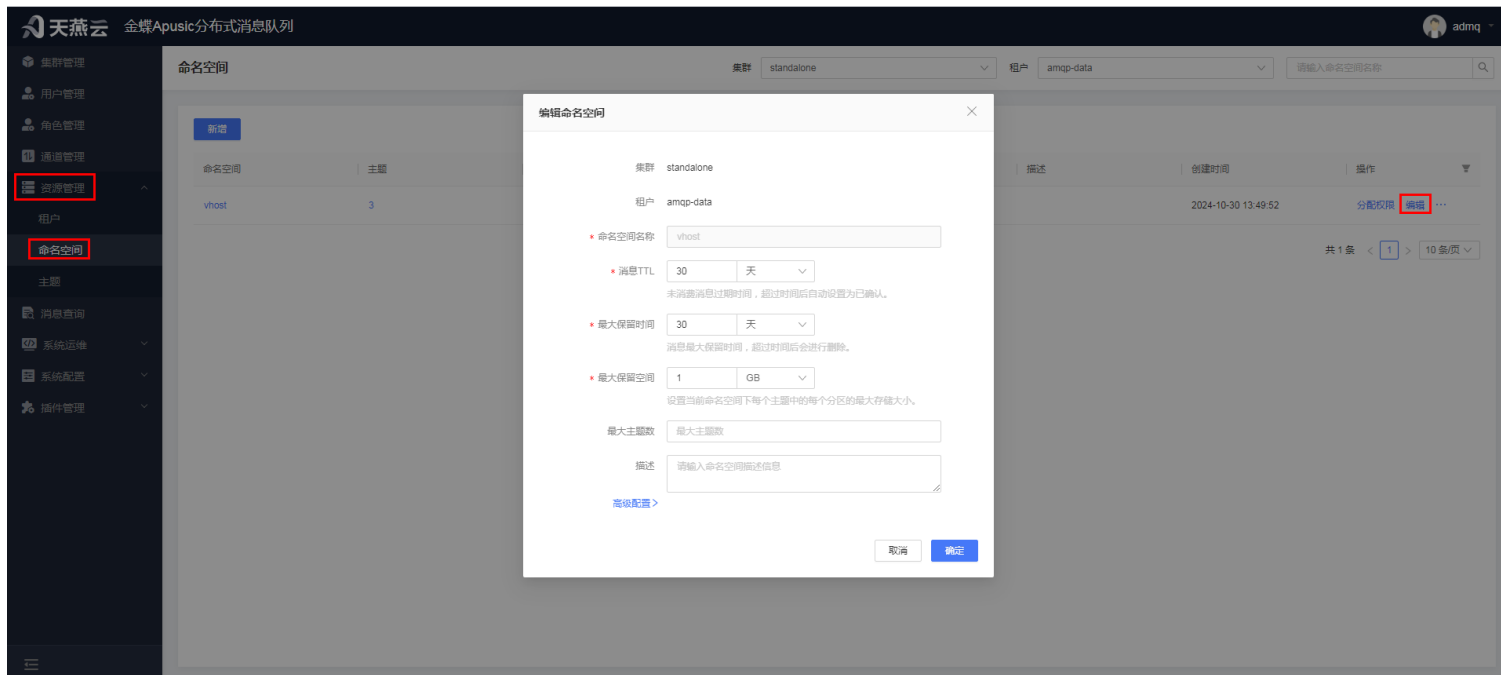 天燕云 金蝶Apusic分布式消息队列 admq
集群管理
用户管理
角色管理
通道管理
资源管理
租户
命名空间
主题
消息查询
系统运维
系统配置
插件管理
命名空间 集群 standalone 租户 amqp-data 请输入命名空间名称
新增
命名空间 主题 描述 创建时间 操作
vhost 3 2024-10-30 13:49:52 分配权限 编辑 ···
共 1 条 < 1 > 10 条/页
编辑命名空间
集群 standalone
租户 amqp-data
* 命名空间名称 vhost
* 消息TTL 30 天
未消费消息过期时间，超过时间后自动设置为已确认。
* 最大保留时间 30 天
消息最大保留时间，超过时间后会进行删除。
* 最大保留空间 1 GB
设置当前命名空间下每个主题中的每个分区的最大存储大小。
最大主题数 最大主题数
描述 请输入命名空间描述信息
高级配置 >
取消 确定